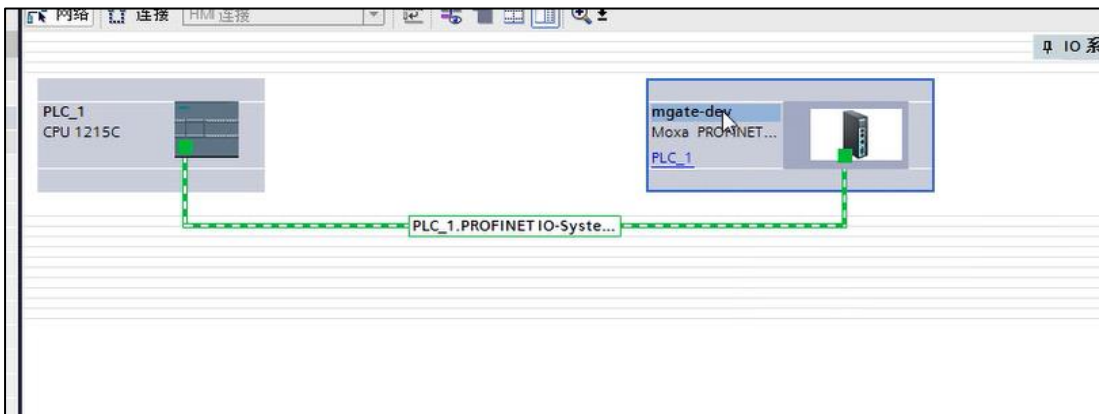 网络 连接 HMI 连接
IO 系
PLC_1
CPU 1215C
mgate-dev
Moxa PROFINET...
PLC_1
PLC_1.PROFINET IO-Syste...